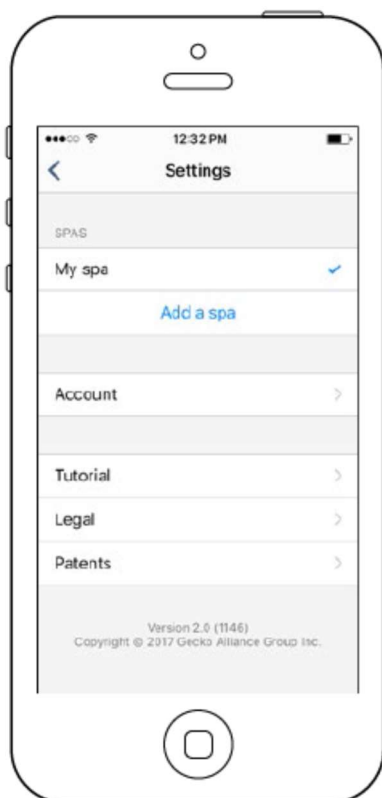 12:32 PM
Settings
SPAS
My spa
Add a spa
Account
Tutorial
Legal
Patents
Version 2.0 (1146)
Copyright © 2017 Gecko Alliance Group Inc.